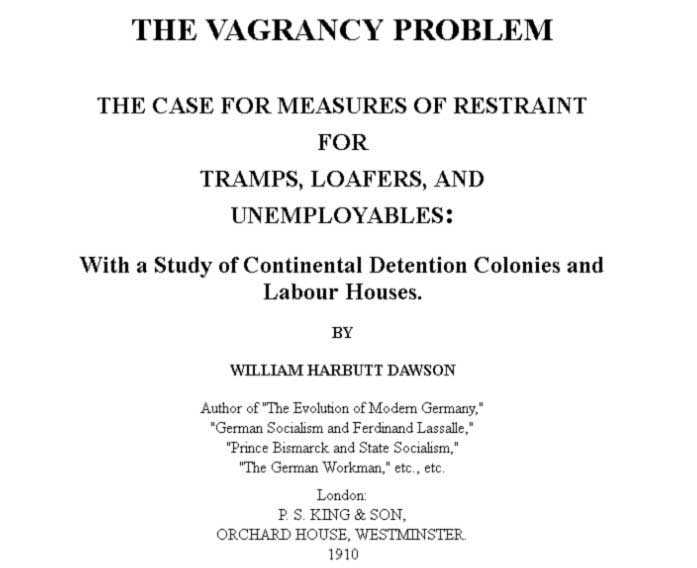 THE VAGRANCY PROBLEM
THE CASE FOR MEASURES OF RESTRAINT
FOR
TRAMPS, LOAFERS, AND
UNEMPLOYABLES:
With a Study of Continental Detention Colonies and
Labour Houses.
BY
WILLIAM HARBUTT DAWSON
Author of "The Evolution of Modern Germany,"
"German Socialism and Ferdinand Lassalle,"
"Prince Bismarck and State Socialism,"
"The German Workman," etc., etc.
London:
P. S. KING & SON,
ORCHARD HOUSE, WESTMINSTER.
1910